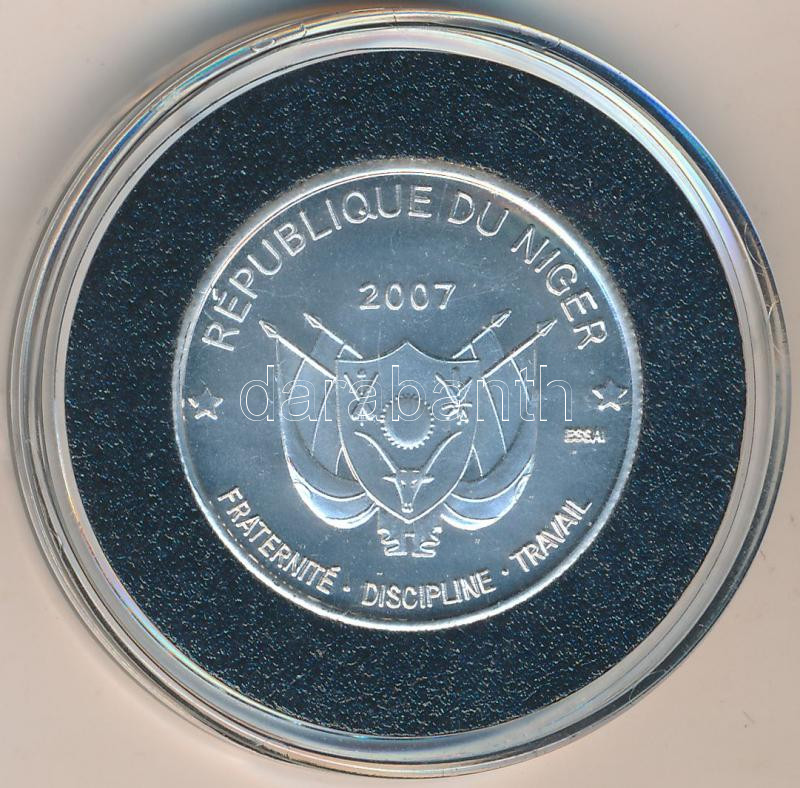 RÉPUBLIQUE DU NIGER
2007
darabanth
ESSAI
FRATERNITÉ · DISCIPLINE · TRAVAIL